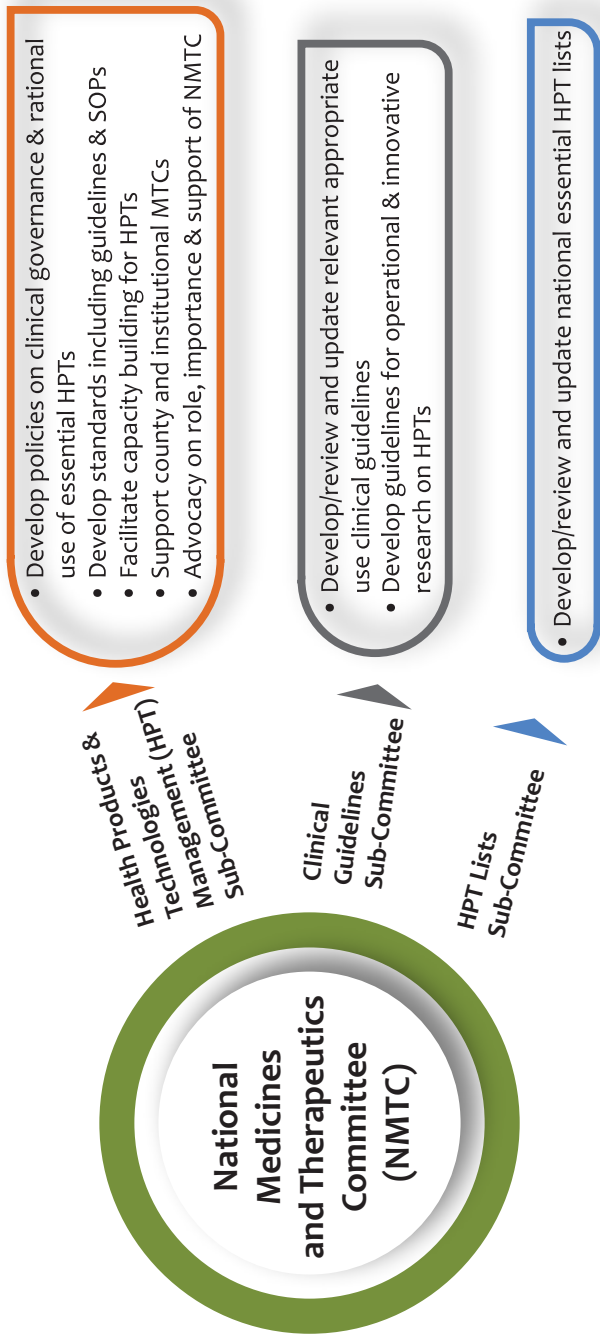 National
Medicines
and Therapeutics
Committee
(NMTC)
Health Products &
Technologies
Technology (HPT)
Management
Sub-Committee
• Develop policies on clinical governance & rational
use of essential HPTs
• Develop standards including guidelines & SOPs
• Facilitate capacity building for HPTs
• Support county and institutional MTCs
• Advocacy on role, importance & support of NMTC
Clinical
Guidelines
Sub-Committee
• Develop/review and update relevant appropriate
use clinical guidelines
• Develop guidelines for operational & innovative
research on HPTs
HPT Lists
Sub-Committee
• Develop/review and update national essential HPT lists